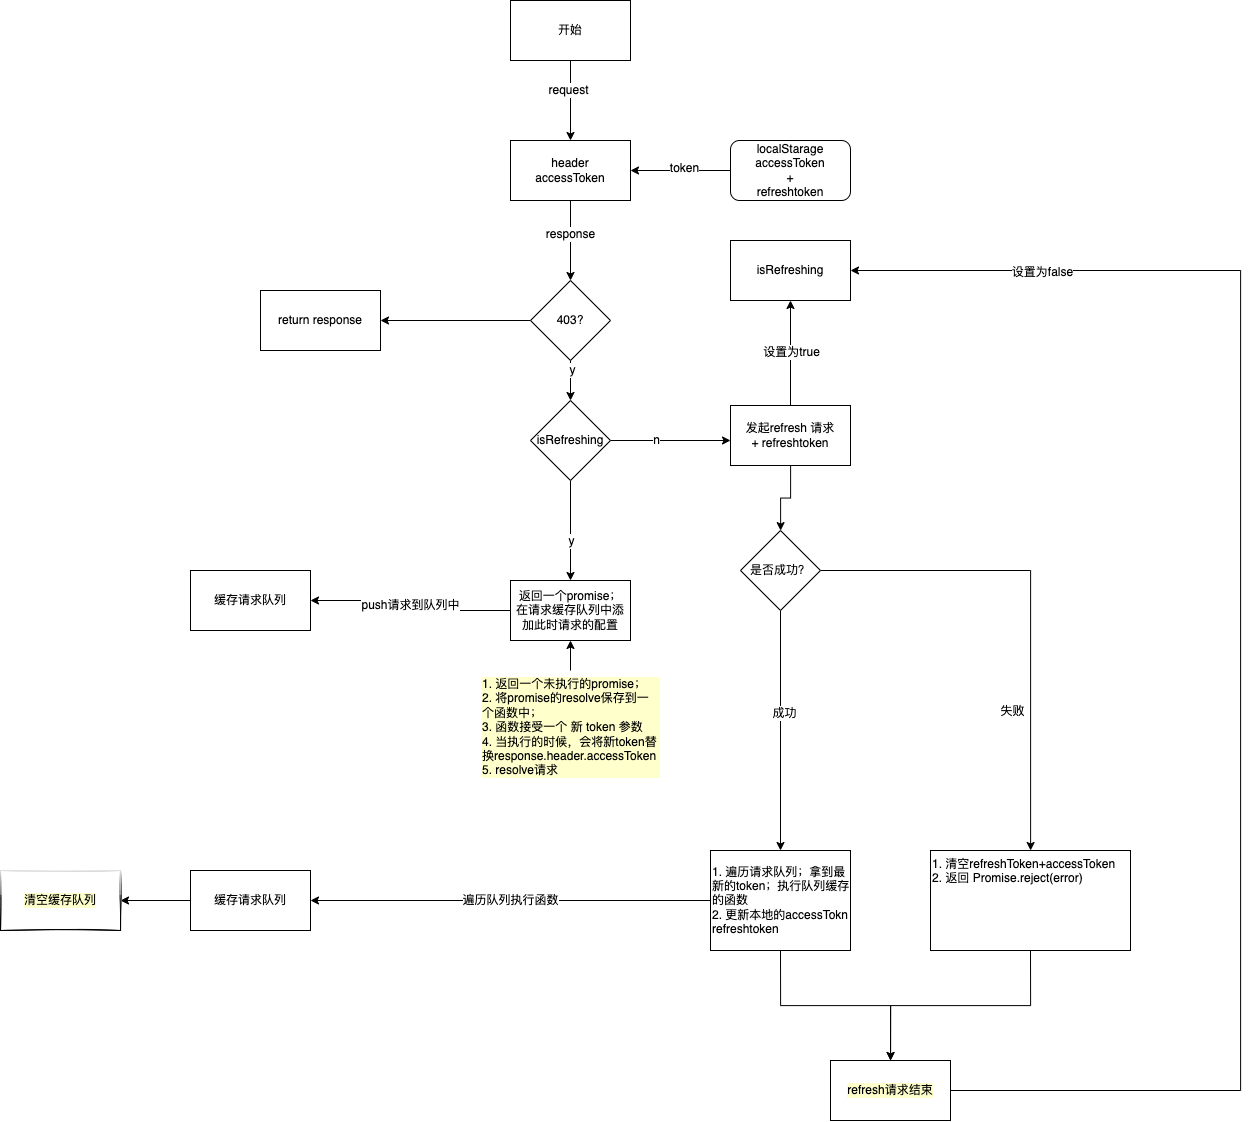 开始
request
header
accessToken
token
localStarage
accessToken
+
refreshtoken
response
isRefreshing
设置为false
return response
403?
设置为true
y
isRefreshing
n
发起refresh 请求
+ refreshtoken
y
是否成功?
缓存请求队列
push请求到队列中
返回一个promise；
在请求缓存队列中添
加此时请求的配置
1. 返回一个未执行的promise；
2. 将promise的resolve保存到一
个函数中；
3. 函数接受一个 新 token 参数
4. 当执行的时候，会将新token替
换response.header.accessToken
5. resolve请求
成功
失败
清空缓存队列
缓存请求队列
遍历队列执行函数
1. 遍历请求队列；拿到最
新的token；执行队列缓存
的函数
2. 更新本地的accessTokn
refreshtoken
1. 清空refreshToken+accessToken
2. 返回 Promise.reject(error)
refresh请求结束